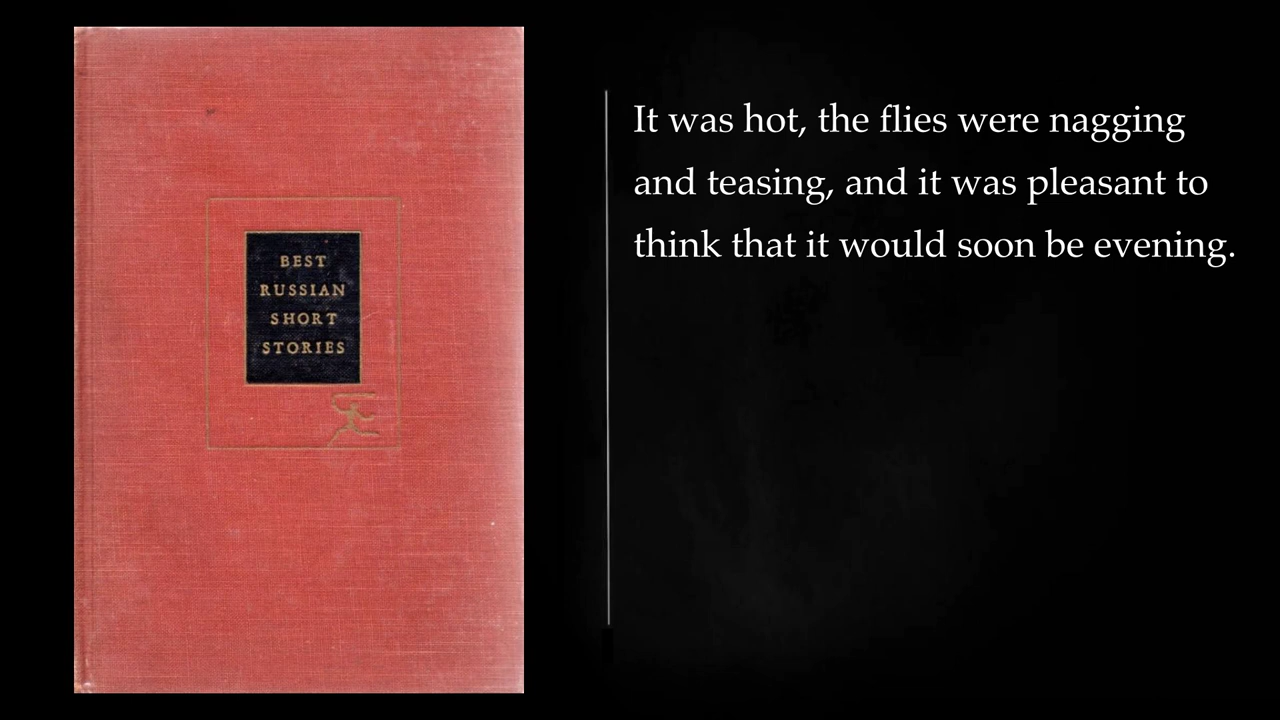 BEST
RUSSIAN
SHORT
STORIES
It was hot, the flies were nagging
and teasing, and it was pleasant to
think that it would soon be evening.